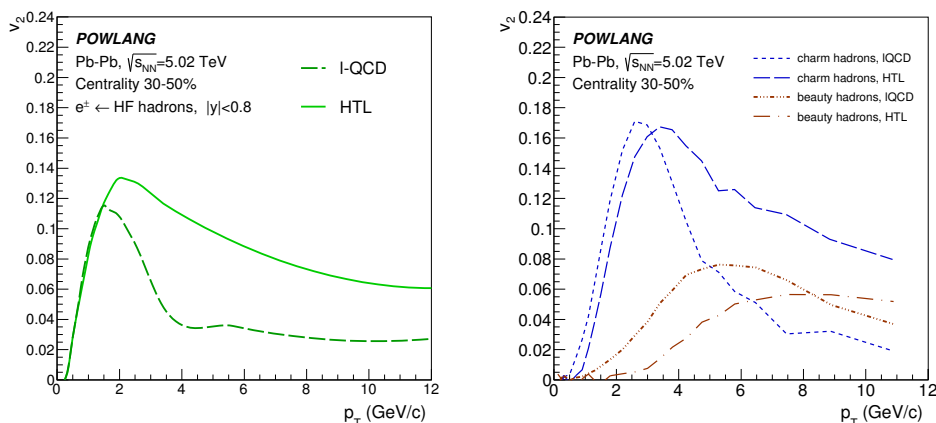 v₂
0.24
0.22
0.2
0.18
0.16
0.14
0.12
0.1
0.08
0.06
0.04
0.02
0
0 2 4 6 8 10 12
p_T (GeV/c)
POWLANG
Pb-Pb, √s_NN=5.02 TeV
Centrality 30-50%
e± ← HF hadrons, |y|<0.8
l-QCD
HTL
v₂
0.24
0.22
0.2
0.18
0.16
0.14
0.12
0.1
0.08
0.06
0.04
0.02
0
0 2 4 6 8 10 12
p_T (GeV/c)
POWLANG
Pb-Pb, √s_NN=5.02 TeV
Centrality 30-50%
charm hadrons, lQCD
charm hadrons, HTL
beauty hadrons, lQCD
beauty hadrons, HTL